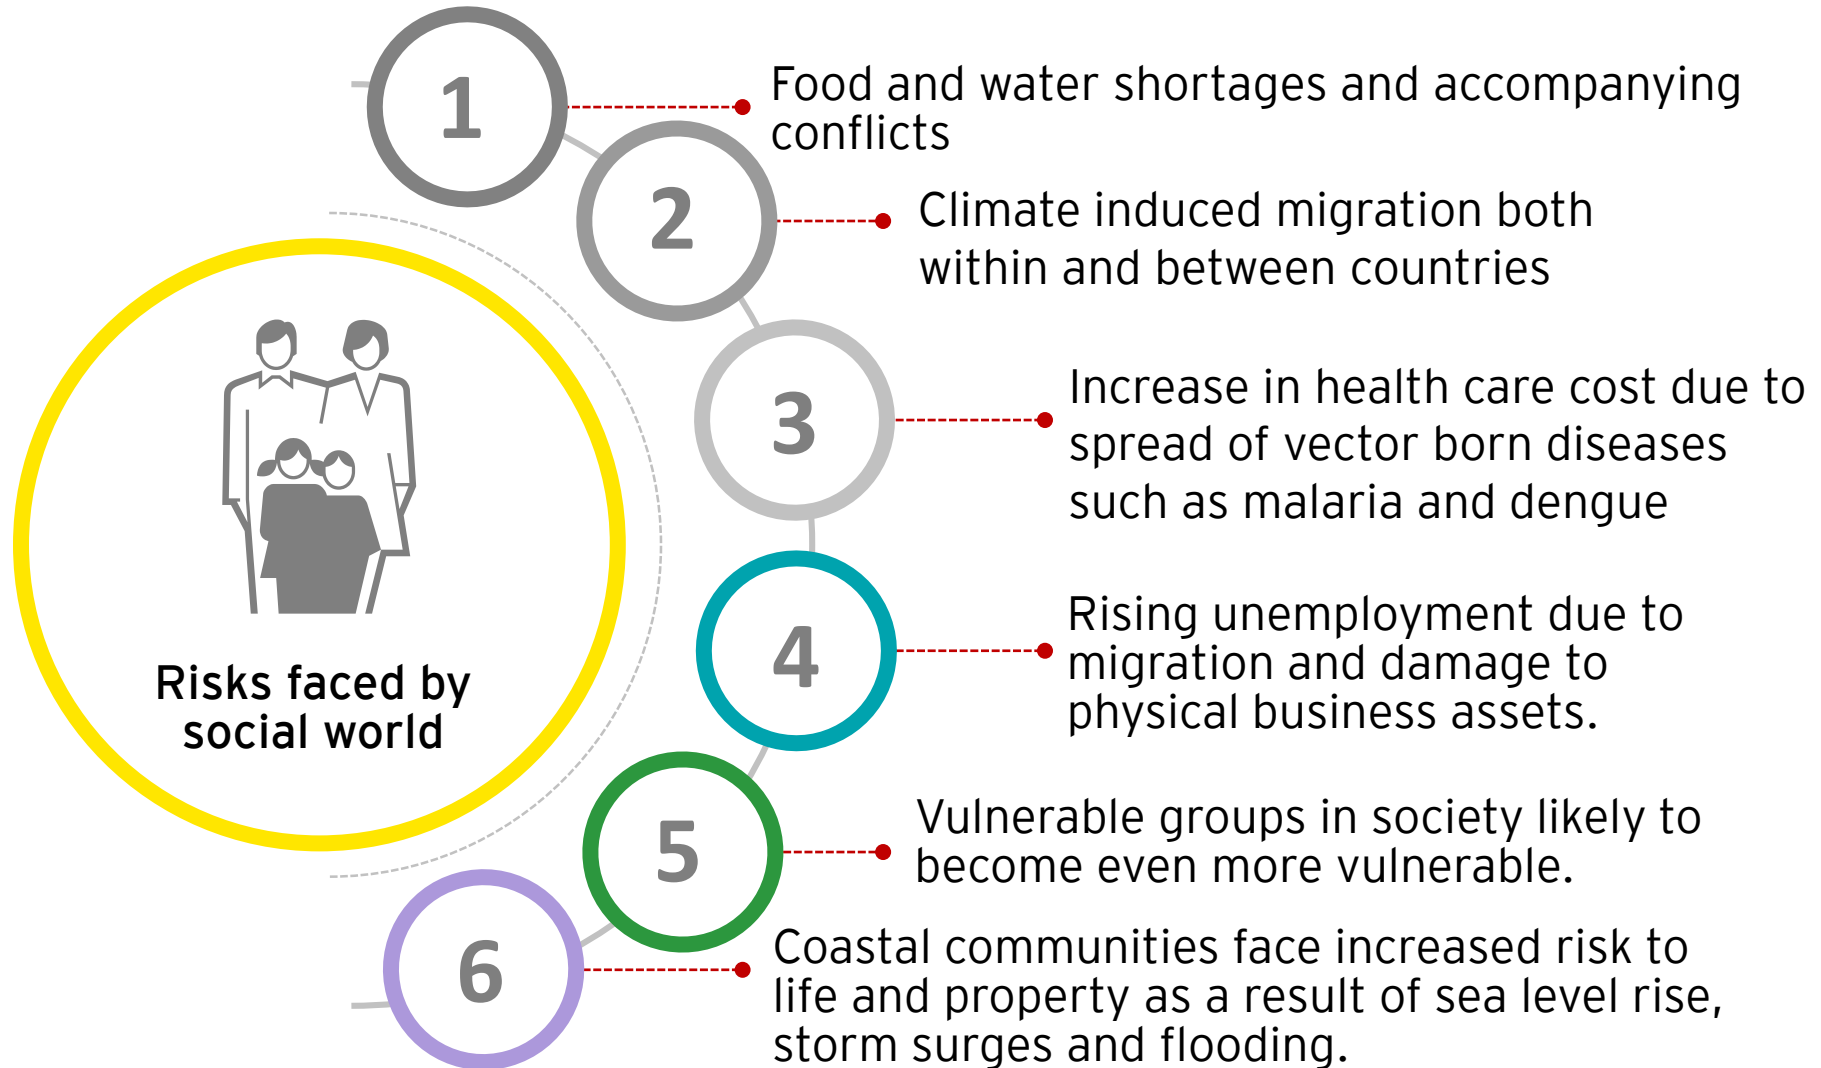 1
Food and water shortages and accompanying
conflicts
2
Climate induced migration both
within and between countries
3
Increase in health care cost due to
spread of vector born diseases
such as malaria and dengue
Risks faced by
social world
4
Rising unemployment due to
migration and damage to
physical business assets.
5
Vulnerable groups in society likely to
become even more vulnerable.
6
Coastal communities face increased risk to
life and property as a result of sea level rise,
storm surges and flooding.